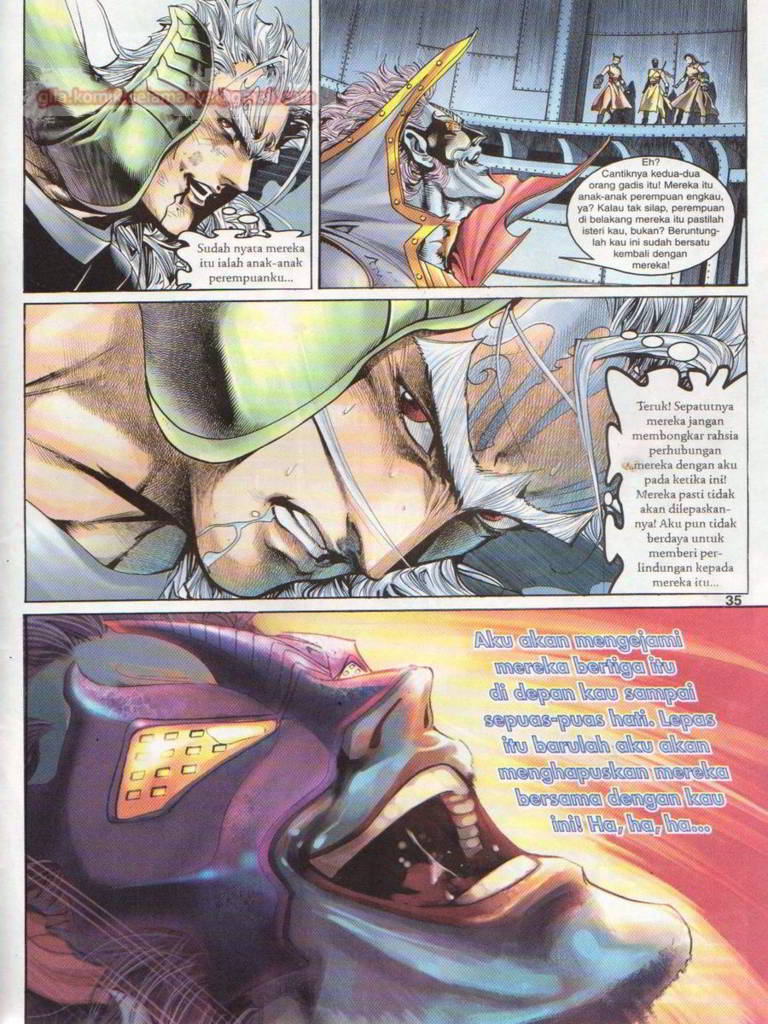 Sudah nyata mereka
itu ialah anak-anak
perempuanku...
Eh?
Cantiknya kedua-dua
orang gadis itu! Mereka itu
anak-anak perempuan engkau,
ya? Kalau tak silap, perempuan
di belakang mereka itu pastilah
isteri kau, bukan? Beruntung-
lah kau ini sudah bersatu
kembali dengan
mereka!
Teruk! Sepatutnya
mereka jangan
membongkar rahsia
perhubungan
mereka dengan aku
pada ketika ini!
Mereka pasti tidak
akan dilepaskan-
nya! Aku pun tidak
berdaya untuk
memberi per-
lindungan kepada
mereka itu...
35
Aku akan mengejami
mereka bertiga itu
di depan kau sampai
sepuas-puas hati. Lepas
itu barulah aku akan
menghapuskan mereka
bersama dengan kau
ini! Ha, ha, ha...